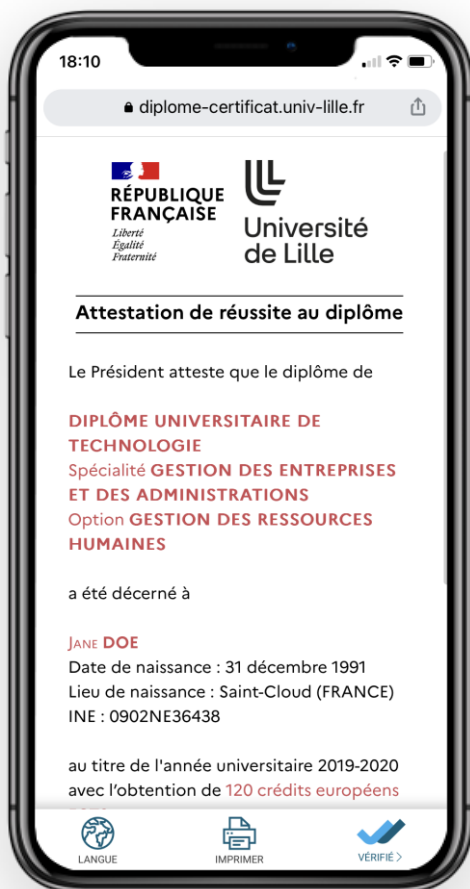 18:10
diplome-certificat.univ-lille.fr
RÉPUBLIQUE
FRANÇAISE
Liberté
Égalité
Fraternité
Université
de Lille
Attestation de réussite au diplôme
Le Président atteste que le diplôme de
DIPLÔME UNIVERSITAIRE DE
TECHNOLOGIE
Spécialité GESTION DES ENTREPRISES
ET DES ADMINISTRATIONS
Option GESTION DES RESSOURCES
HUMAINES
a été décerné à
JANE DOE
Date de naissance : 31 décembre 1991
Lieu de naissance : Saint-Cloud (FRANCE)
INE : 0902NE36438
au titre de l'année universitaire 2019-2020
avec l’obtention de 120 crédits européens
LANGUE
IMPRIMER
VÉRIFIÉ >